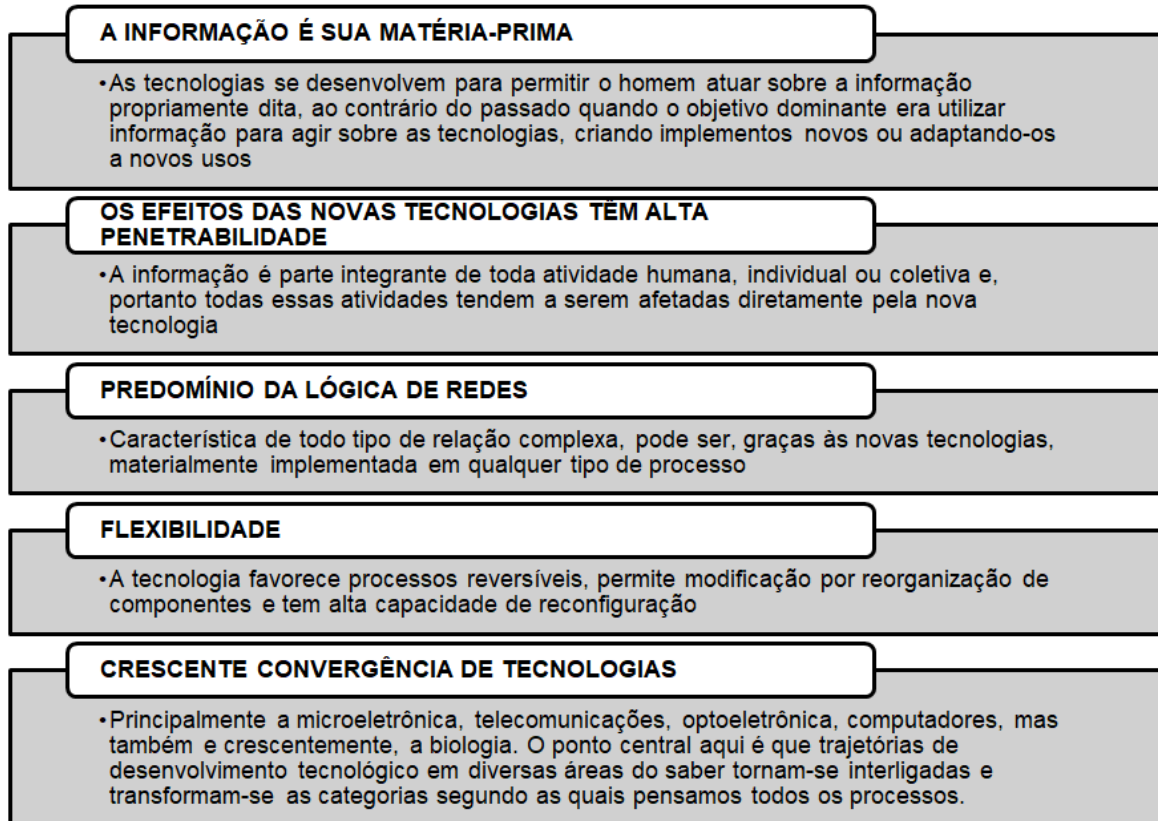 A INFORMAÇÃO É SUA MATÉRIA-PRIMA
•As tecnologias se desenvolvem para permitir o homem atuar sobre a informação
propriamente dita, ao contrário do passado quando o objetivo dominante era utilizar
informação para agir sobre as tecnologias, criando implementos novos ou adaptando-os
a novos usos
OS EFEITOS DAS NOVAS TECNOLOGIAS TÊM ALTA
PENETRABILIDADE
•A informação é parte integrante de toda atividade humana, individual ou coletiva e,
portanto todas essas atividades tendem a serem afetadas diretamente pela nova
tecnologia
PREDOMÍNIO DA LÓGICA DE REDES
•Característica de todo tipo de relação complexa, pode ser, graças às novas tecnologias,
materialmente implementada em qualquer tipo de processo
FLEXIBILIDADE
•A tecnologia favorece processos reversíveis, permite modificação por reorganização de
componentes e tem alta capacidade de reconfiguração
CRESCENTE CONVERGÊNCIA DE TECNOLOGIAS
•Principalmente a microeletrônica, telecomunicações, optoeletrônica, computadores, mas
também e crescentemente, a biologia. O ponto central aqui é que trajetórias de
desenvolvimento tecnológico em diversas áreas do saber tornam-se interligadas e
transformam-se as categorias segundo as quais pensamos todos os processos.